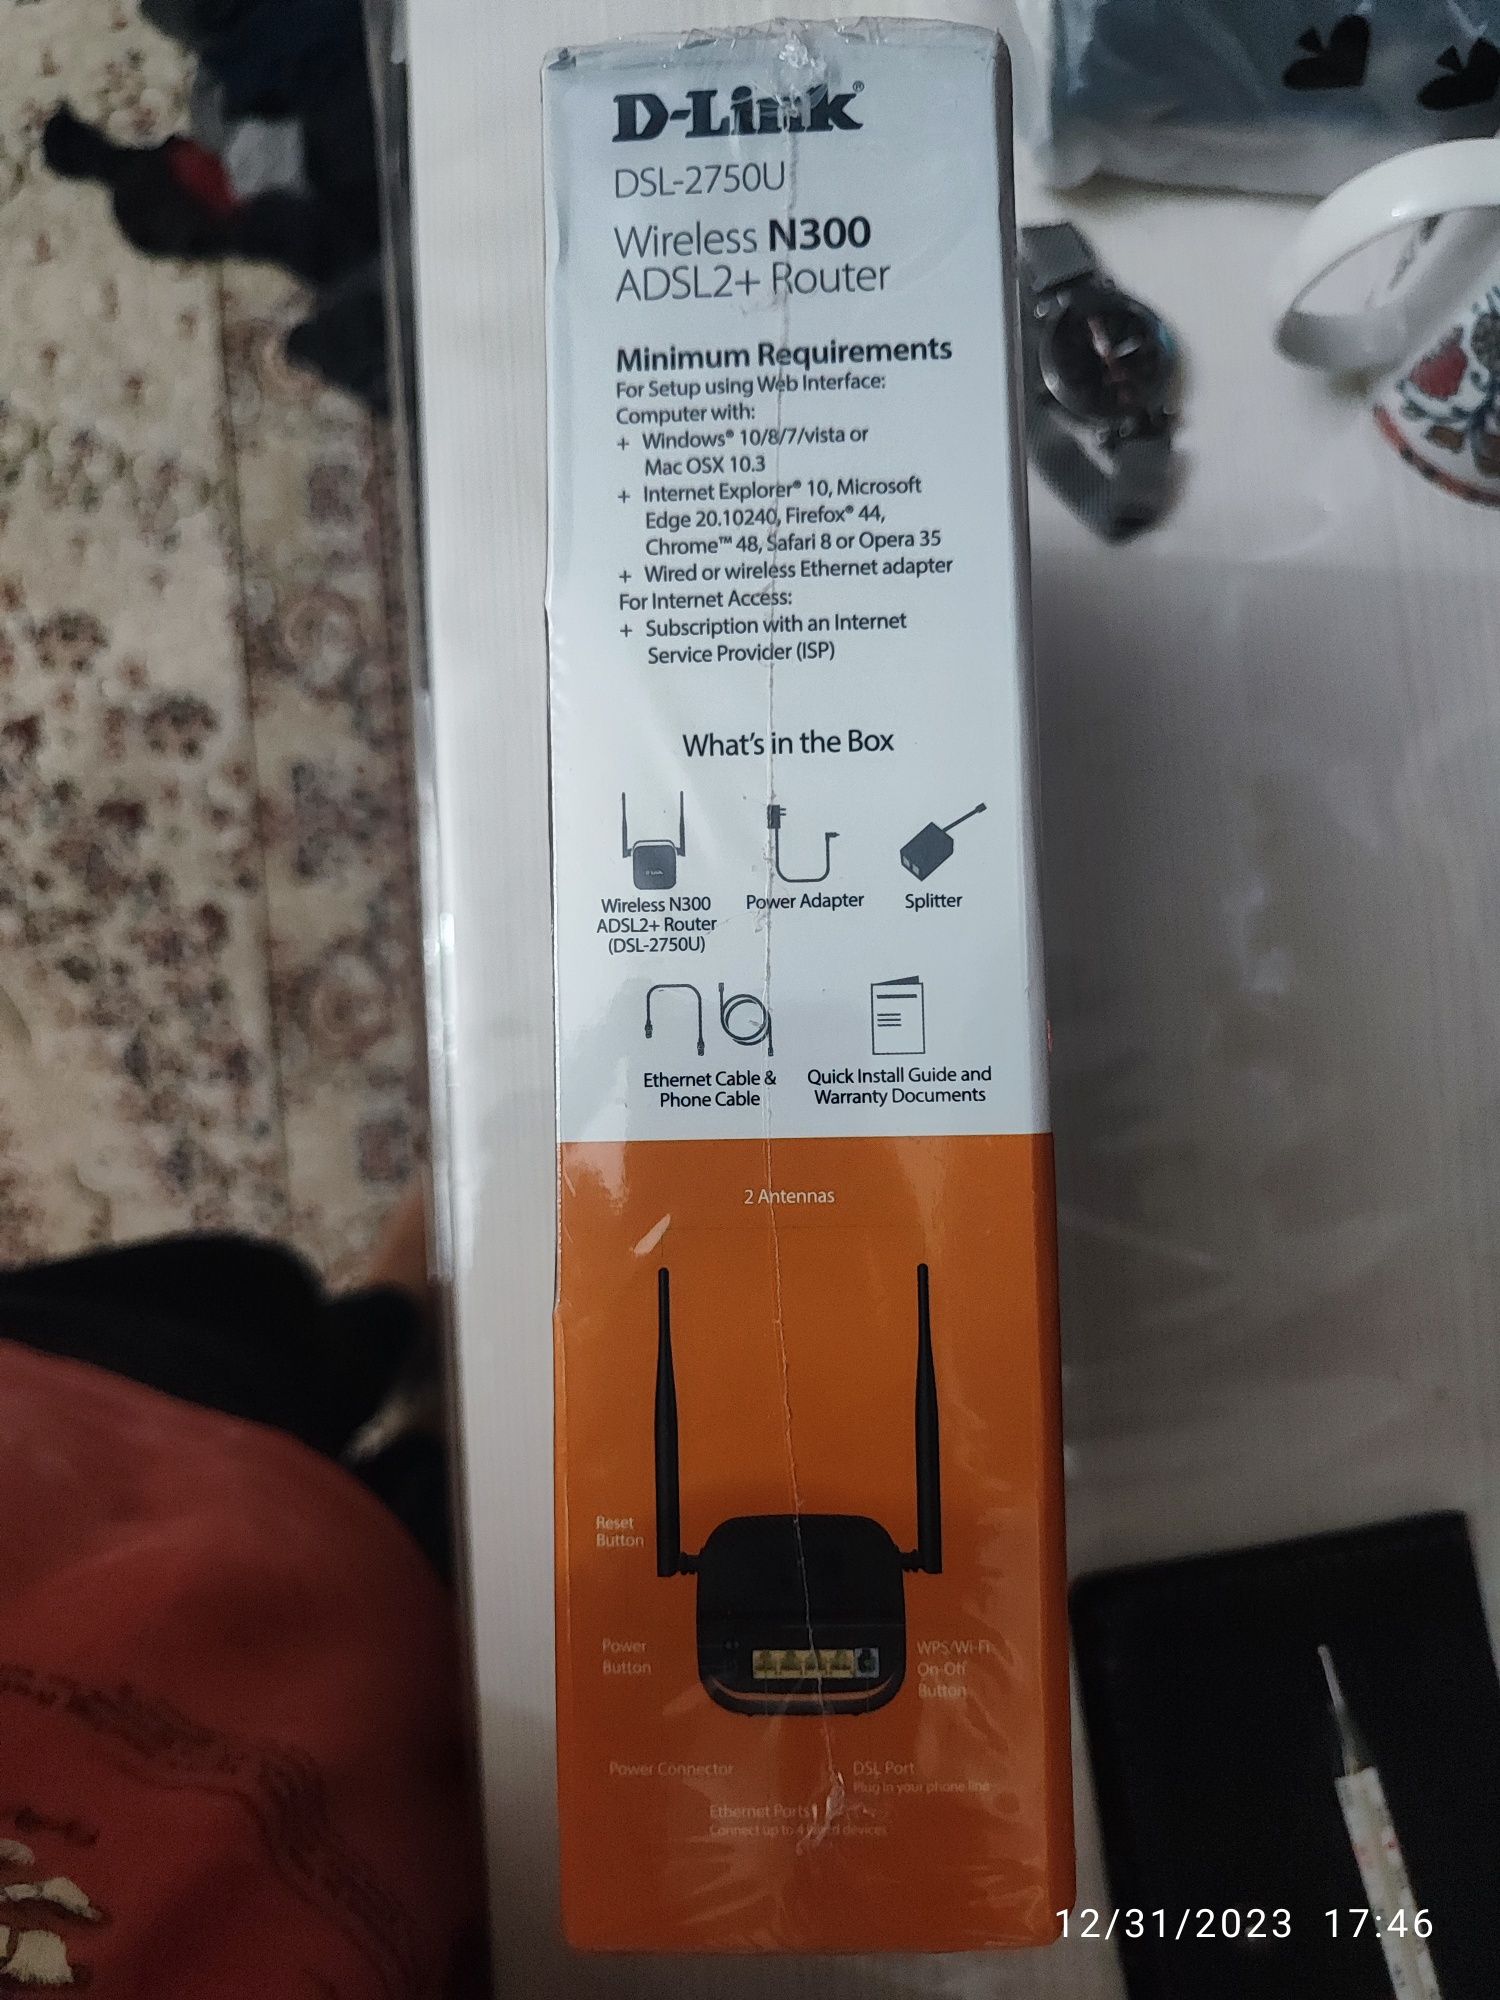 D-Link®
DSL-2750U
Wireless N300
ADSL2+ Router
Minimum Requirements
For Setup using Web Interface:
Computer with:
+ Windows® 10/8/7/vista or
Mac OSX 10.3
+ Internet Explorer® 10, Microsoft
Edge 20.10240, Firefox® 44,
Chrome™ 48, Safari 8 or Opera 35
+ Wired or wireless Ethernet adapter
For Internet Access:
+ Subscription with an Internet
Service Provider (ISP)
What's in the Box
Wireless N300
ADSL2+ Router
(DSL-2750U)
Power Adapter
Splitter
Ethernet Cable &
Phone Cable
Quick Install Guide and
Warranty Documents
2 Antennas
Reset
Button
Power
Button
WPS/Wi-Fi
On-Off
Button
Power Connector
DSL Port
Plug in your phone line
Ethernet Ports
Connect up to 4 devices
12/31/2023 17:46